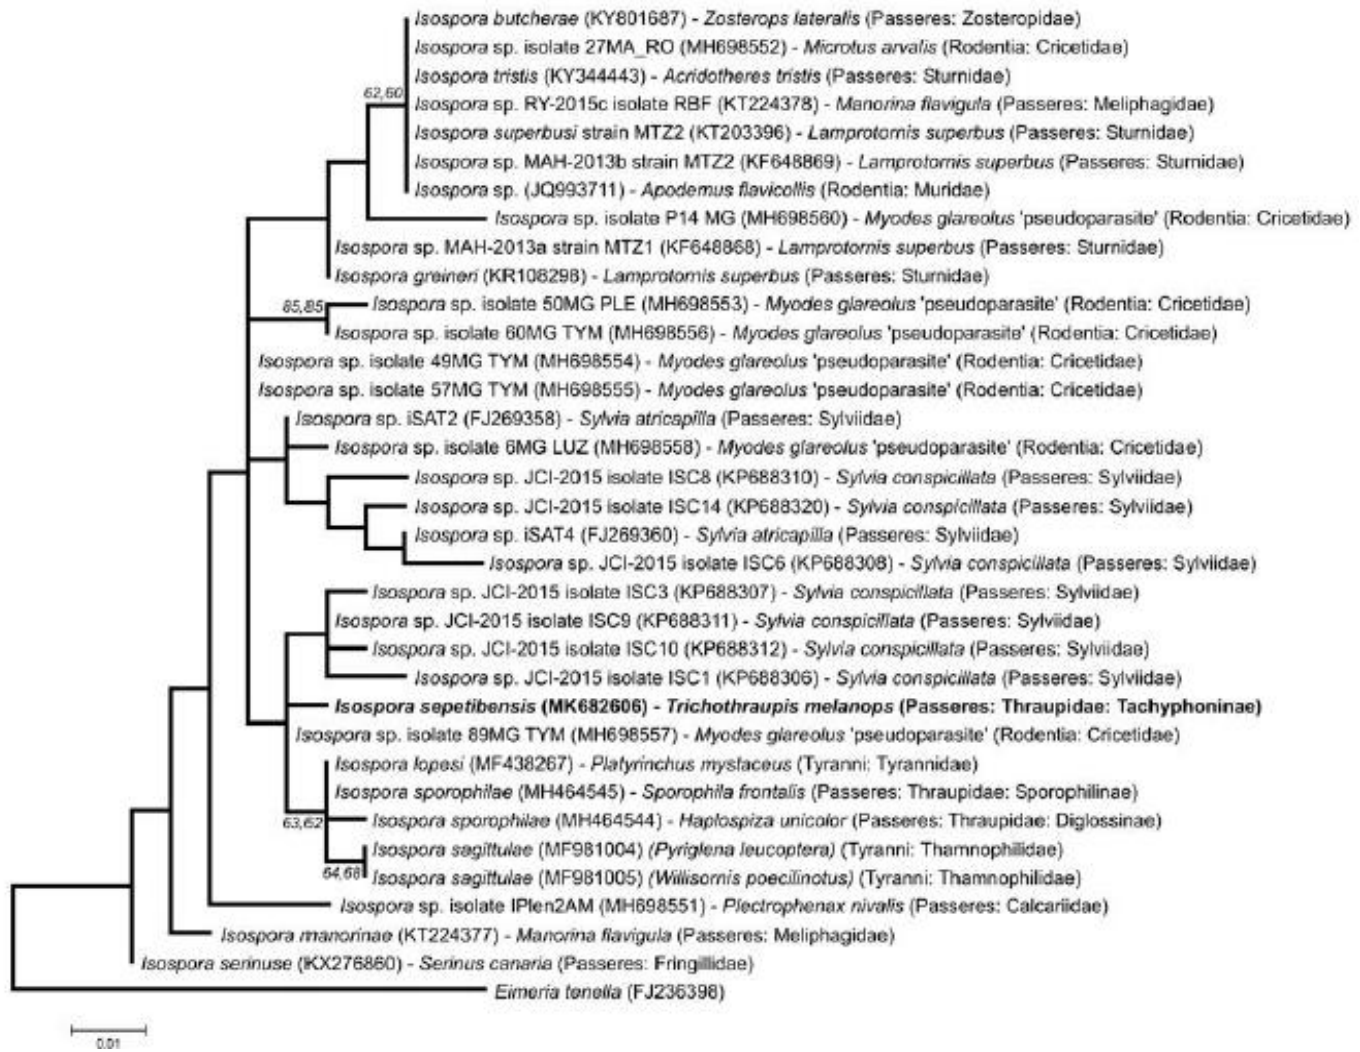 Isospora butcherae (KY801687) - Zosterops lateralis (Passeres: Zosteropidae)
Isospora sp. isolate 27MA_RO (MH698552) - Microtus arvalis (Rodentia: Cricetidae)
Isospora tristis (KY344443) - Acridotheres tristis (Passeres: Sturnidae)
62,60
Isospora sp. RY-2015c isolate RBF (KT224378) - Manorina flavigula (Passeres: Meliphagidae)
Isospora superbusi strain MTZ2 (KT203396) - Lamprotornis superbus (Passeres: Sturnidae)
Isospora sp. MAH-2013b strain MTZ2 (KF648869) - Lamprotornis superbus (Passeres: Sturnidae)
Isospora sp. (JQ993711) - Apodemus flavicollis (Rodentia: Muridae)
Isospora sp. isolate P14 MG (MH698560) - Myodes glareolus 'pseudoparasite' (Rodentia: Cricetidae)
Isospora sp. MAH-2013a strain MTZ1 (KF648868) - Lamprotornis superbus (Passeres: Sturnidae)
Isospora greineri (KR108298) - Lamprotornis superbus (Passeres: Sturnidae)
85,85
Isospora sp. isolate 50MG PLE (MH698553) - Myodes glareolus 'pseudoparasite' (Rodentia: Cricetidae)
Isospora sp. isolate 60MG TYM (MH698556) - Myodes glareolus 'pseudoparasite' (Rodentia: Cricetidae)
Isospora sp. isolate 49MG TYM (MH698554) - Myodes glareolus 'pseudoparasite' (Rodentia: Cricetidae)
Isospora sp. isolate 57MG TYM (MH698555) - Myodes glareolus 'pseudoparasite' (Rodentia: Cricetidae)
Isospora sp. iSAT2 (FJ269358) - Sylvia atricapilla (Passeres: Sylviidae)
Isospora sp. isolate 6MG LUZ (MH698558) - Myodes glareolus 'pseudoparasite' (Rodentia: Cricetidae)
Isospora sp. JCI-2015 isolate ISC8 (KP688310) - Sylvia conspicillata (Passeres: Sylviidae)
Isospora sp. JCI-2015 isolate ISC14 (KP688320) - Sylvia conspicillata (Passeres: Sylviidae)
Isospora sp. iSAT4 (FJ269360) - Sylvia atricapilla (Passeres: Sylviidae)
Isospora sp. JCI-2015 isolate ISC6 (KP688308) - Sylvia conspicillata (Passeres: Sylviidae)
Isospora sp. JCI-2015 isolate ISC3 (KP688307) - Sylvia conspicillata (Passeres: Sylviidae)
Isospora sp. JCI-2015 isolate ISC9 (KP688311) - Sylvia conspicillata (Passeres: Sylviidae)
Isospora sp. JCI-2015 isolate ISC10 (KP688312) - Sylvia conspicillata (Passeres: Sylviidae)
Isospora sp. JCI-2015 isolate ISC1 (KP688306) - Sylvia conspicillata (Passeres: Sylviidae)
Isospora sepetibensis (MK682606) - Trichothraupis melanops (Passeres: Thraupidae: Tachyphoninae)
Isospora sp. isolate 89MG TYM (MH698557) - Myodes glareolus 'pseudoparasite' (Rodentia: Cricetidae)
Isospora lopesi (MF438267) - Platyrinchus mystaceus (Tyranni: Tyrannidae)
Isospora sporophilae (MH464545) - Sporophila frontalis (Passeres: Thraupidae: Sporophilinae)
63,62
Isospora sporophilae (MH464544) - Haplospiza unicolor (Passeres: Thraupidae: Diglossinae)
Isospora sagittulae (MF981004) (Pyriglena leucoptera) (Tyranni: Thamnophilidae)
64,68
Isospora sagittulae (MF981005) (Willisornis poecilinotus) (Tyranni: Thamnophilidae)
Isospora sp. isolate IPlen2AM (MH698551) - Plectrophenax nivalis (Passeres: Calcariidae)
Isospora manorinae (KT224377) - Manorina flavigula (Passeres: Meliphagidae)
Isospora serinuse (KX276860) - Serinus canaria (Passeres: Fringillidae)
Eimeria tenella (FJ236398)
0.01